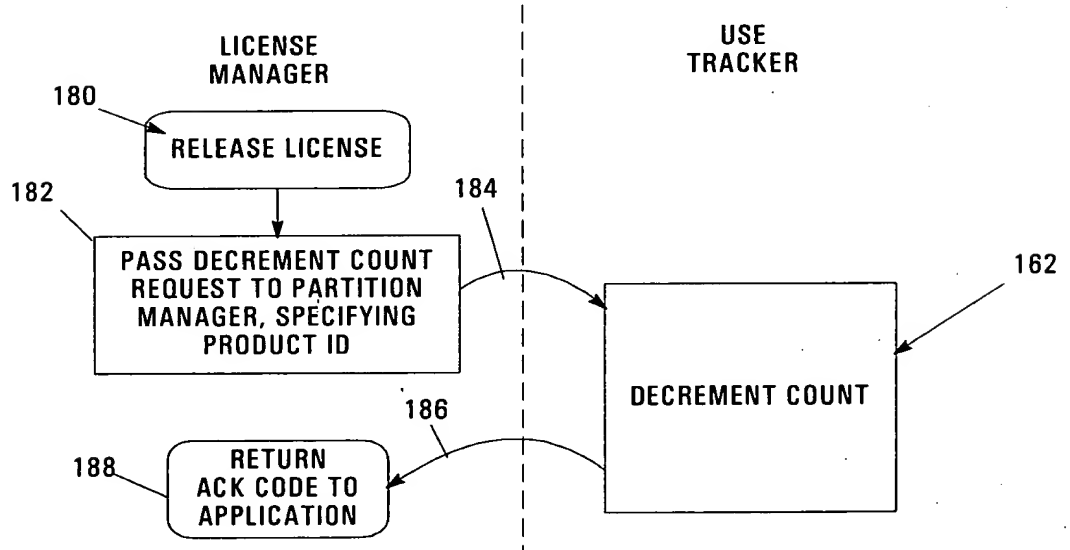 LICENSE
MANAGER
USE
TRACKER
180
RELEASE LICENSE
182
184
PASS DECREMENT COUNT
REQUEST TO PARTITION
MANAGER, SPECIFYING
PRODUCT ID
162
DECREMENT COUNT
186
188
RETURN
ACK CODE TO
APPLICATION